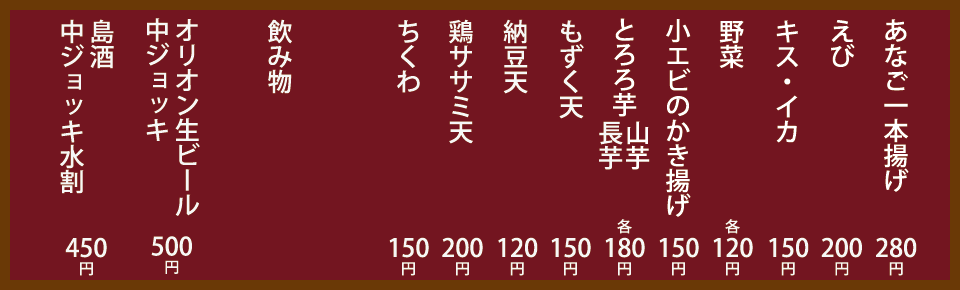 あなご一本揚げ
280円
えび
200円
キス・イカ
150円
野菜
各
120円
小エビのかき揚げ
150円
とろろ芋
山芋
長芋
各
180円
もずく天
150円
納豆天
120円
鶏ササミ天
200円
ちくわ
150円
飲み物
オリオン生ビール
中ジョッキ
500円
島酒
中ジョッキ水割
450円